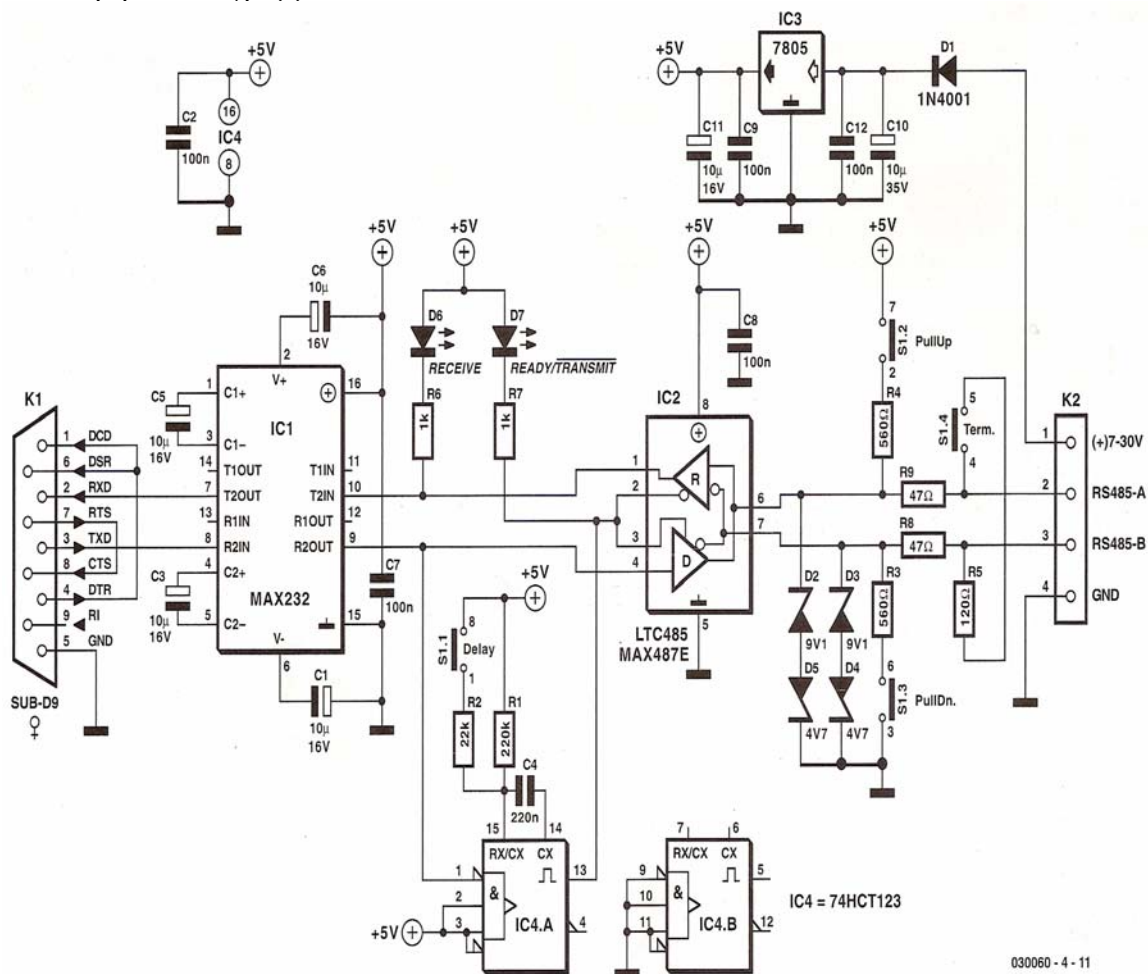 IC3
7805
+5V
D1
1N4001
C11
10µ
16V
C9
100n
C12
100n
C10
10µ
35V
+5V
C2
100n
16
IC4
8
+5V
C6
10µ
16V
2
+5V
D6
RECEIVE
D7
READY/TRANSMIT
R6
1k
R7
1k
+5V
C8
100n
+5V
7
S1.2
PullUp
2
R4
560Ω
5
S1.4
Term.
4
K1
1 DCD
6 DSR
2 RXD
7 RTS
3 TXD
8 CTS
4 DTR
9 RI
5 GND
SUB-D9
♀
C5
10µ
16V
C3
10µ
16V
IC1
V+
1 C1+
3 C1–
14 T1OUT
7 T2OUT
13 R1IN
8 R2IN
4 C2+
5 C2–
16
T1IN 11
T2IN 10
R1OUT 12
R2OUT 9
15
MAX232
V-
6
C1
10µ
16V
C7
100n
IC2
8
1
2
3
4
R
D
6
7
5
LTC485
MAX487E
R9
47Ω
R8
47Ω
R3
560Ω
R5
120Ω
D2
9V1
D3
9V1
D5
4V7
D4
4V7
6
S1.3
PullDn.
3
K2
1 (+)7-30V
2 RS485-A
3 RS485-B
4 GND
+5V
8
S1.1
Delay
1
R2
22k
R1
220k
C4
220n
15
14
RX/CX
CX
1
2
3
&
13
4
IC4.A
+5V
7
6
RX/CX
CX
9
10
11
&
5
12
IC4.B
IC4 = 74HCT123
030060 - 4 - 11